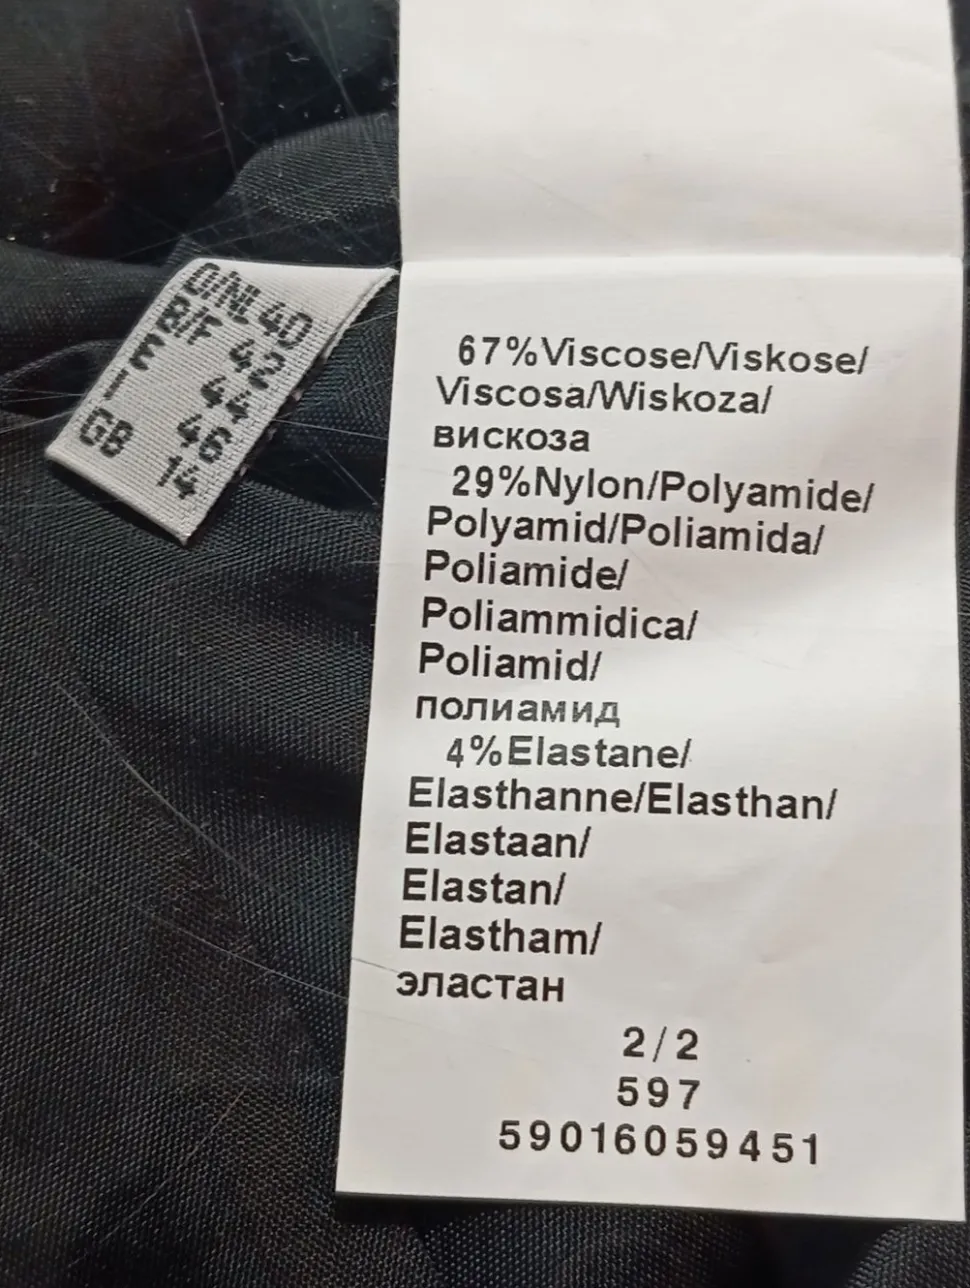 D/NL 40
B/F 42
E 44
I 46
GB 14
67%Viscose/Viskose/
Viscosa/Wiskoza/
вискоза
29%Nylon/Polyamide/
Polyamid/Poliamida/
Poliamide/
Poliammidica/
Poliamid/
полиамид
4%Elastane/
Elasthanne/Elasthan/
Elastaan/
Elastan/
Elastham/
эластан
2/2
597
59016059451